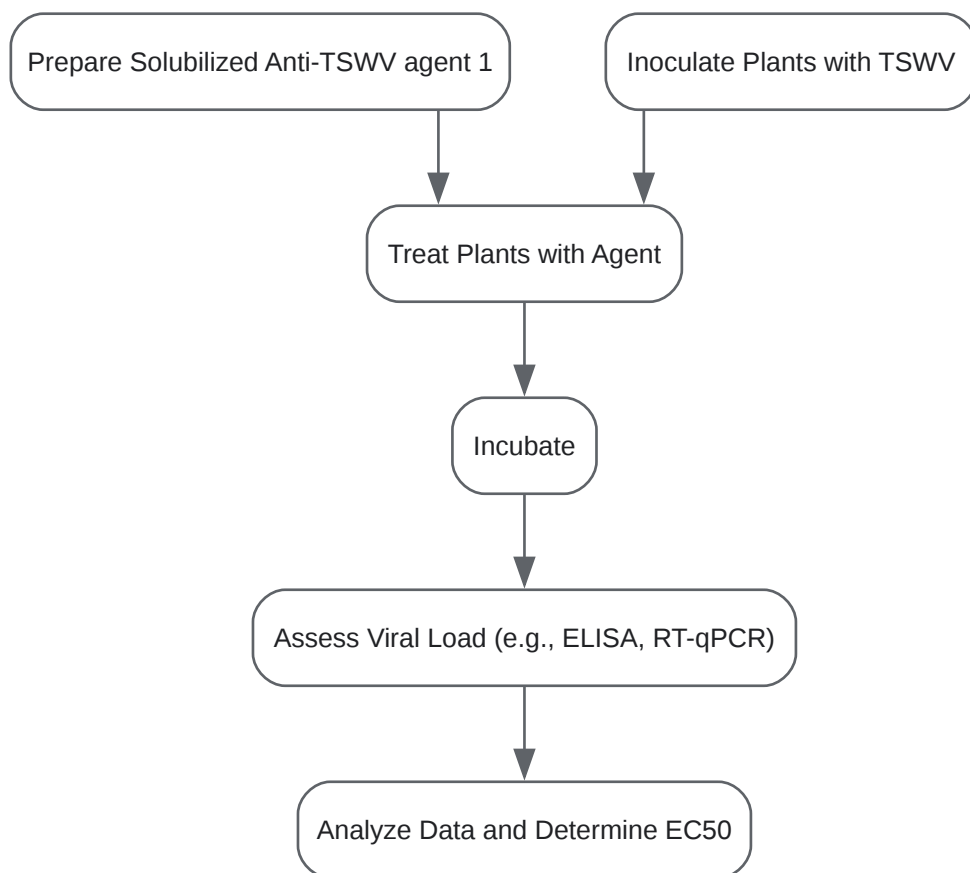 Prepare Solubilized Anti-TSWV agent 1
Inoculate Plants with TSWV
Treat Plants with Agent
Incubate
Assess Viral Load (e.g., ELISA, RT-qPCR)
Analyze Data and Determine EC50